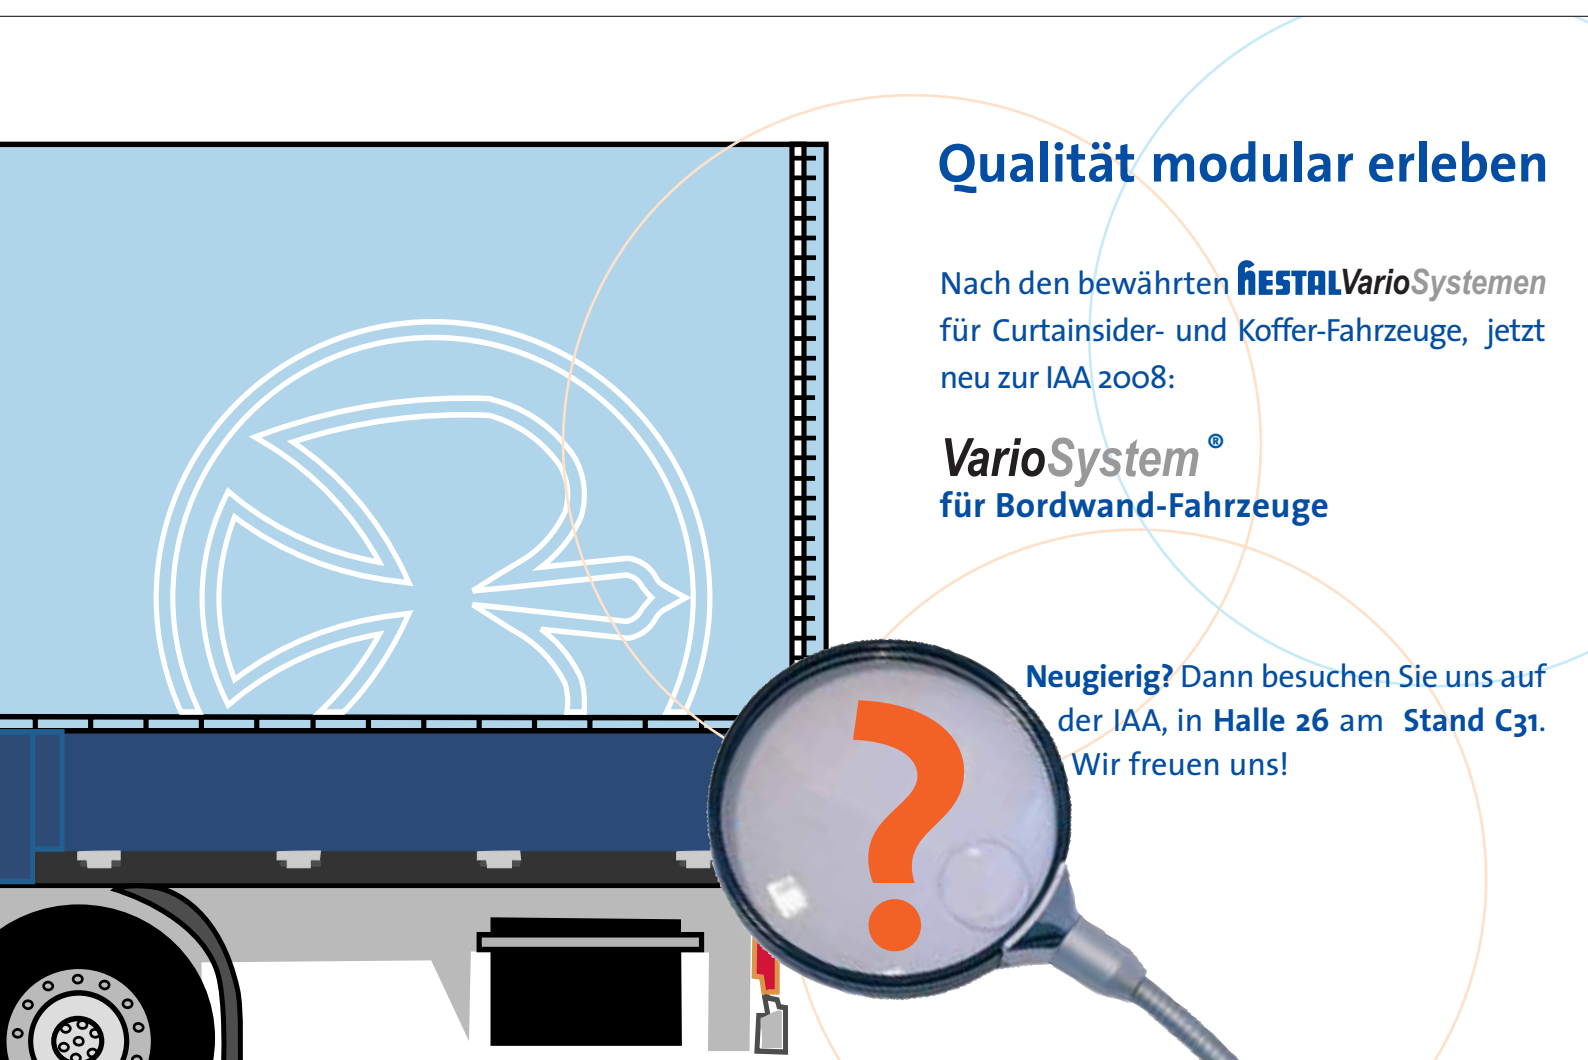 Qualität modular erleben
Nach den bewährten hESTAL VarioSystemen
für Curtainsider- und Koffer-Fahrzeuge, jetzt
neu zur IAA 2008:
VarioSystem®
für Bordwand-Fahrzeuge
Neugierig? Dann besuchen Sie uns auf
der IAA, in Halle 26 am Stand C31.
Wir freuen uns!
?